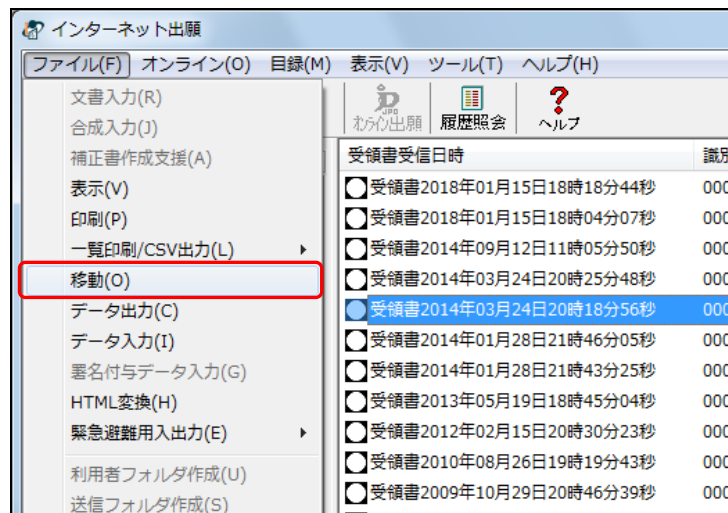 インターネット出願
ファイル(F) オンライン(O) 目録(M) 表示(V) ツール(T) ヘルプ(H)
文書入力(R)
合成入力(J)
補正書作成支援(A)
表示(V)
印刷(P)
一覧印刷/CSV出力(L)
移動(O)
データ出力(C)
データ入力(I)
署名付与データ入力(G)
HTML変換(H)
緊急避難用入出力(E)
利用者フォルダ作成(U)
送信フォルダ作成(S)
JPO
オンライン出願 履歴照会 ヘルプ
受領書受信日時 識別
受領書2018年01月15日18時18分44秒 000
受領書2018年01月15日18時04分07秒 000
受領書2014年09月12日11時05分50秒 000
受領書2014年03月24日20時25分48秒 000
受領書2014年03月24日20時18分56秒 000
受領書2014年01月28日21時46分05秒 000
受領書2014年01月28日21時43分25秒 000
受領書2013年05月19日18時45分04秒 000
受領書2012年02月15日20時30分23秒 000
受領書2010年08月26日19時19分43秒 000
受領書2009年10月29日20時46分39秒 000